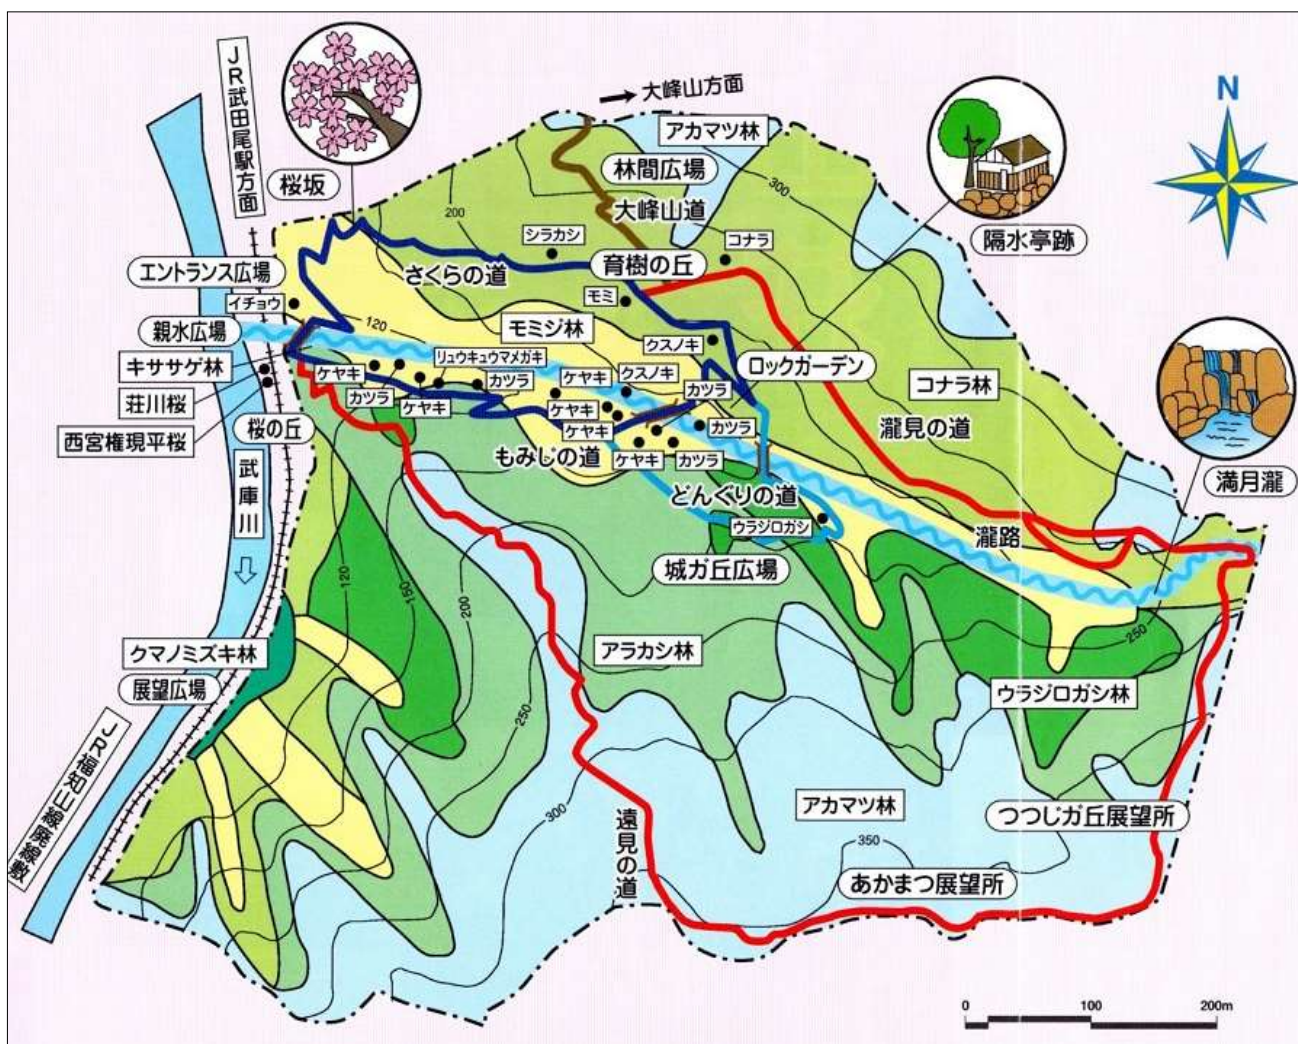 JR武田尾駅方面
→大峰山方面
アカマツ林
N
桜坂
林間広場
大峰山道
隔水亭跡
300
200
シラカシ
コナラ
エントランス広場
さくらの道
育樹の丘
イチョウ
モミ
親水広場
120
モミジ林
キササゲ林
リュウキュウマメガキ
クスノキ
ロックガーデン
荘川桜
ケヤキ
カツラ
ケヤキ
クスノキ
カツラ
コナラ林
カツラ
ケヤキ
ケヤキ
カツラ
西宮権現平桜
桜の丘
ケヤキ
もみじの道
ケヤキ
カツラ
瀧見の道
満月瀧
武庫川
どんぐりの道
ウラジロガシ
瀧路
城ガ丘広場
120
150
200
250
クマノミズキ林
アラカシ林
250
展望広場
ウラジロガシ林
JR福知山線廃線敷
300
遠見の道
アカマツ林
つつじガ丘展望所
350
あかまつ展望所
0 100 200m